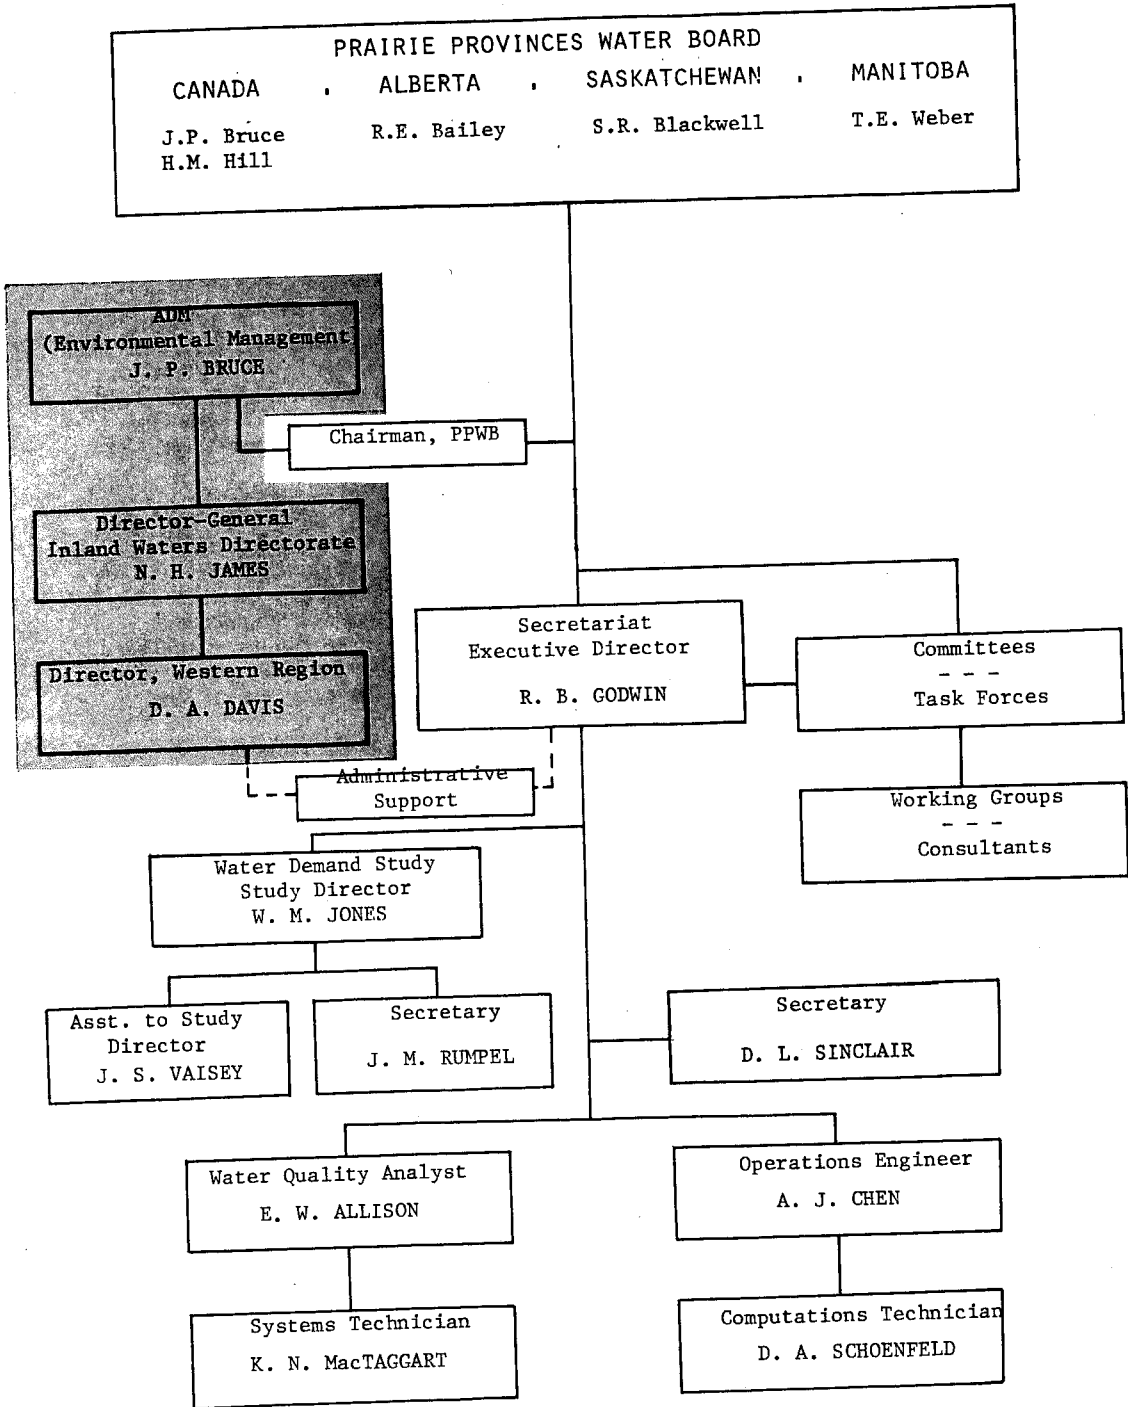 PRAIRIE PROVINCES WATER BOARD
CANADA . ALBERTA . SASKATCHEWAN . MANITOBA
J.P. Bruce R.E. Bailey S.R. Blackwell T.E. Weber
H.M. Hill
ADM
(Environmental Management
J. P. BRUCE
Chairman, PPWB
Director-General
Inland Waters Directorate
N. H. JAMES
Secretariat
Executive Director
R. B. GODWIN
Committees
- - -
Task Forces
Director, Western Region
D. A. DAVIS
Administrative
Support
Working Groups
- - -
Consultants
Water Demand Study
Study Director
W. M. JONES
Asst. to Study
Director
J. S. VAISEY
Secretary
J. M. RUMPEL
Secretary
D. L. SINCLAIR
Water Quality Analyst
E. W. ALLISON
Operations Engineer
A. J. CHEN
Systems Technician
K. N. MacTAGGART
Computations Technician
D. A. SCHOENFELD